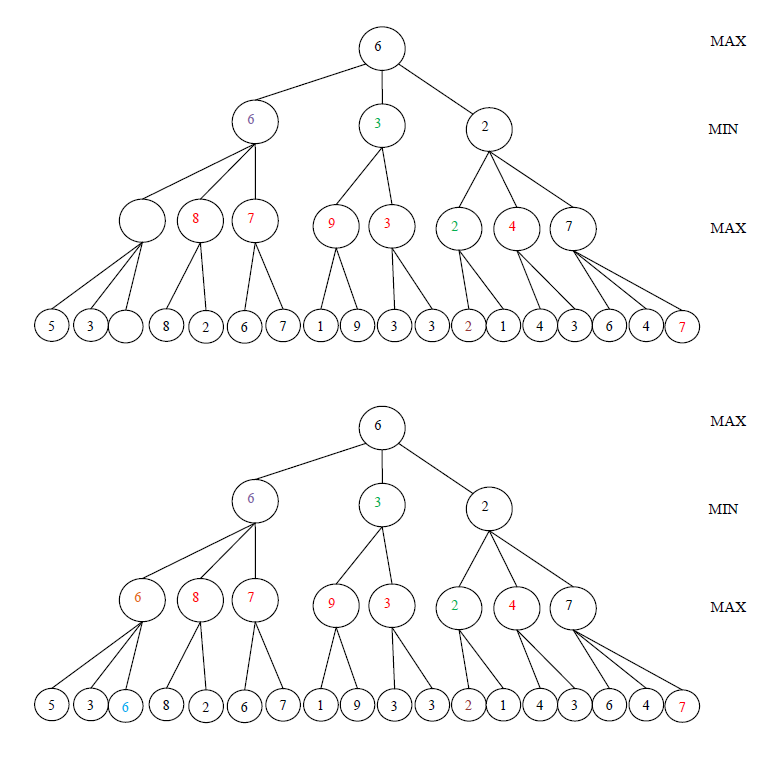 6 MAX
6 3 2 MIN
8 7 9 3 2 4 7 MAX
5 3 8 2 6 7 1 9 3 3 2 1 4 3 6 4 7
6 MAX
6 3 2 MIN
6 8 7 9 3 2 4 7 MAX
5 3 6 8 2 6 7 1 9 3 3 2 1 4 3 6 4 7